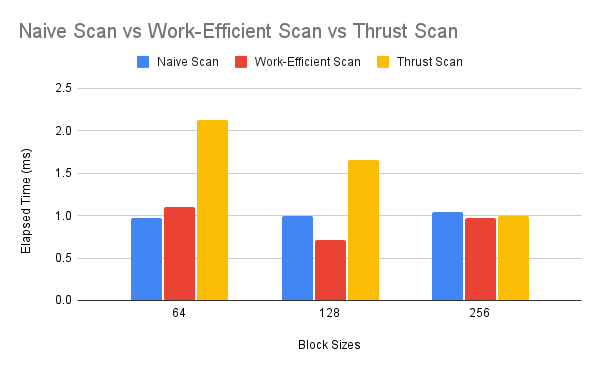 Naive Scan vs Work-Efficient Scan vs Thrust Scan
Naive Scan Work-Efficient Scan Thrust Scan
2.5
2.0
1.5
1.0
0.5
0.0
Elapsed Time (ms)
64 128 256
Block Sizes